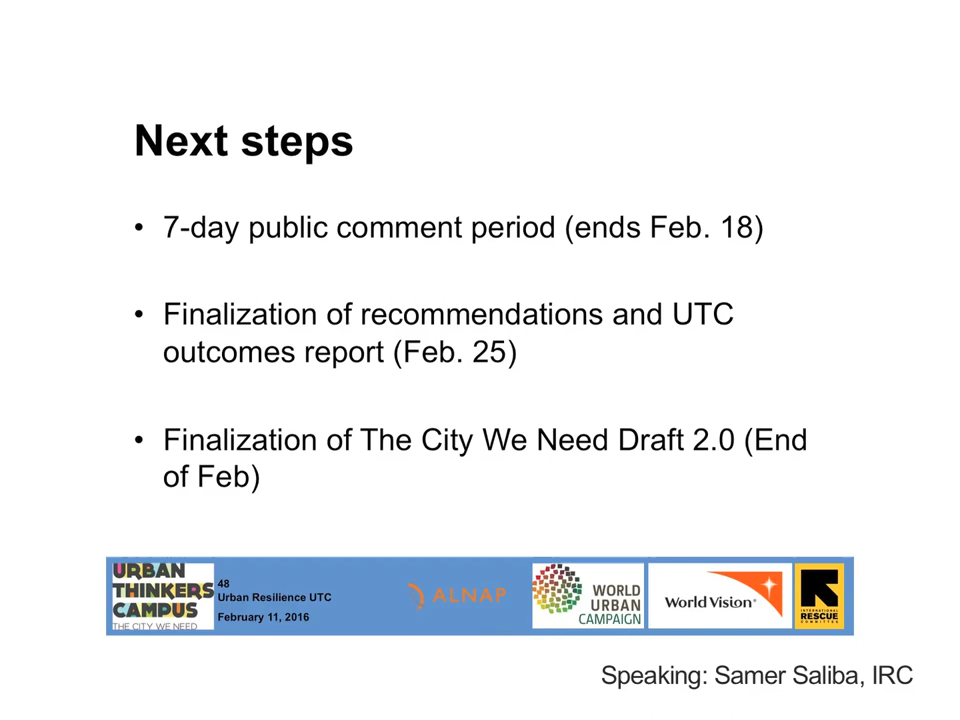 Next steps
• 7-day public comment period (ends Feb. 18)
• Finalization of recommendations and UTC
outcomes report (Feb. 25)
• Finalization of The City We Need Draft 2.0 (End
of Feb)
URBAN
THINKERS
CAMPUS
THE CITY WE NEED
48
Urban Resilience UTC
February 11, 2016
ALNAP
WORLD
URBAN
CAMPAIGN
World Vision
INTERNATIONAL
RESCUE
COMMITTEE
Speaking: Samer Saliba, IRC